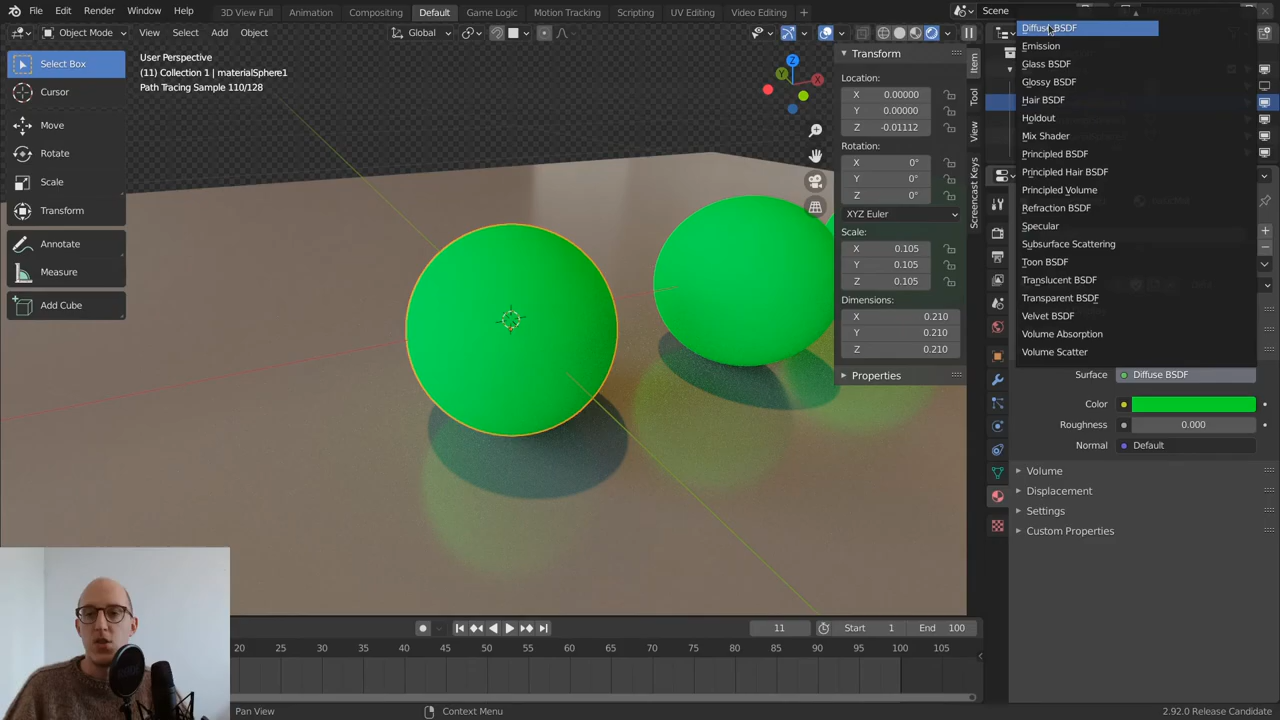 File Edit Render Window Help
3D View Full Animation Compositing Default Game Logic Motion Tracking Scripting UV Editing Video Editing
Scene
Object Mode View Select Add Object
Global
User Perspective
(11) Collection 1 | materialSphere1
Path Tracing Sample 110/128
Select Box
Cursor
Move
Rotate
Scale
Transform
Annotate
Measure
Add Cube
Z
Y
X
Transform
Location:
X 0.00000
Y 0.00000
Z -0.01112
Rotation:
X 0°
Y 0°
Z 0°
XYZ Euler
Scale:
X 0.105
Y 0.105
Z 0.105
Dimensions:
X 0.210
Y 0.210
Z 0.210
Properties
Item
Tool
View
Screencast Keys
Diffuse BSDF
Emission
Glass BSDF
Glossy BSDF
Hair BSDF
Holdout
Mix Shader
Principled BSDF
Principled Hair BSDF
Principled Volume
Refraction BSDF
Specular
Subsurface Scattering
Toon BSDF
Translucent BSDF
Transparent BSDF
Velvet BSDF
Volume Absorption
Volume Scatter
Surface Diffuse BSDF
Color
Roughness 0.000
Normal Default
Volume
Displacement
Settings
Custom Properties
11 Start 1 End 100
20 25 30 35 40 45 50 55 60 65 70 75 80 85 90 95 100 105
Pan View Context Menu 2.92.0 Release Candidate